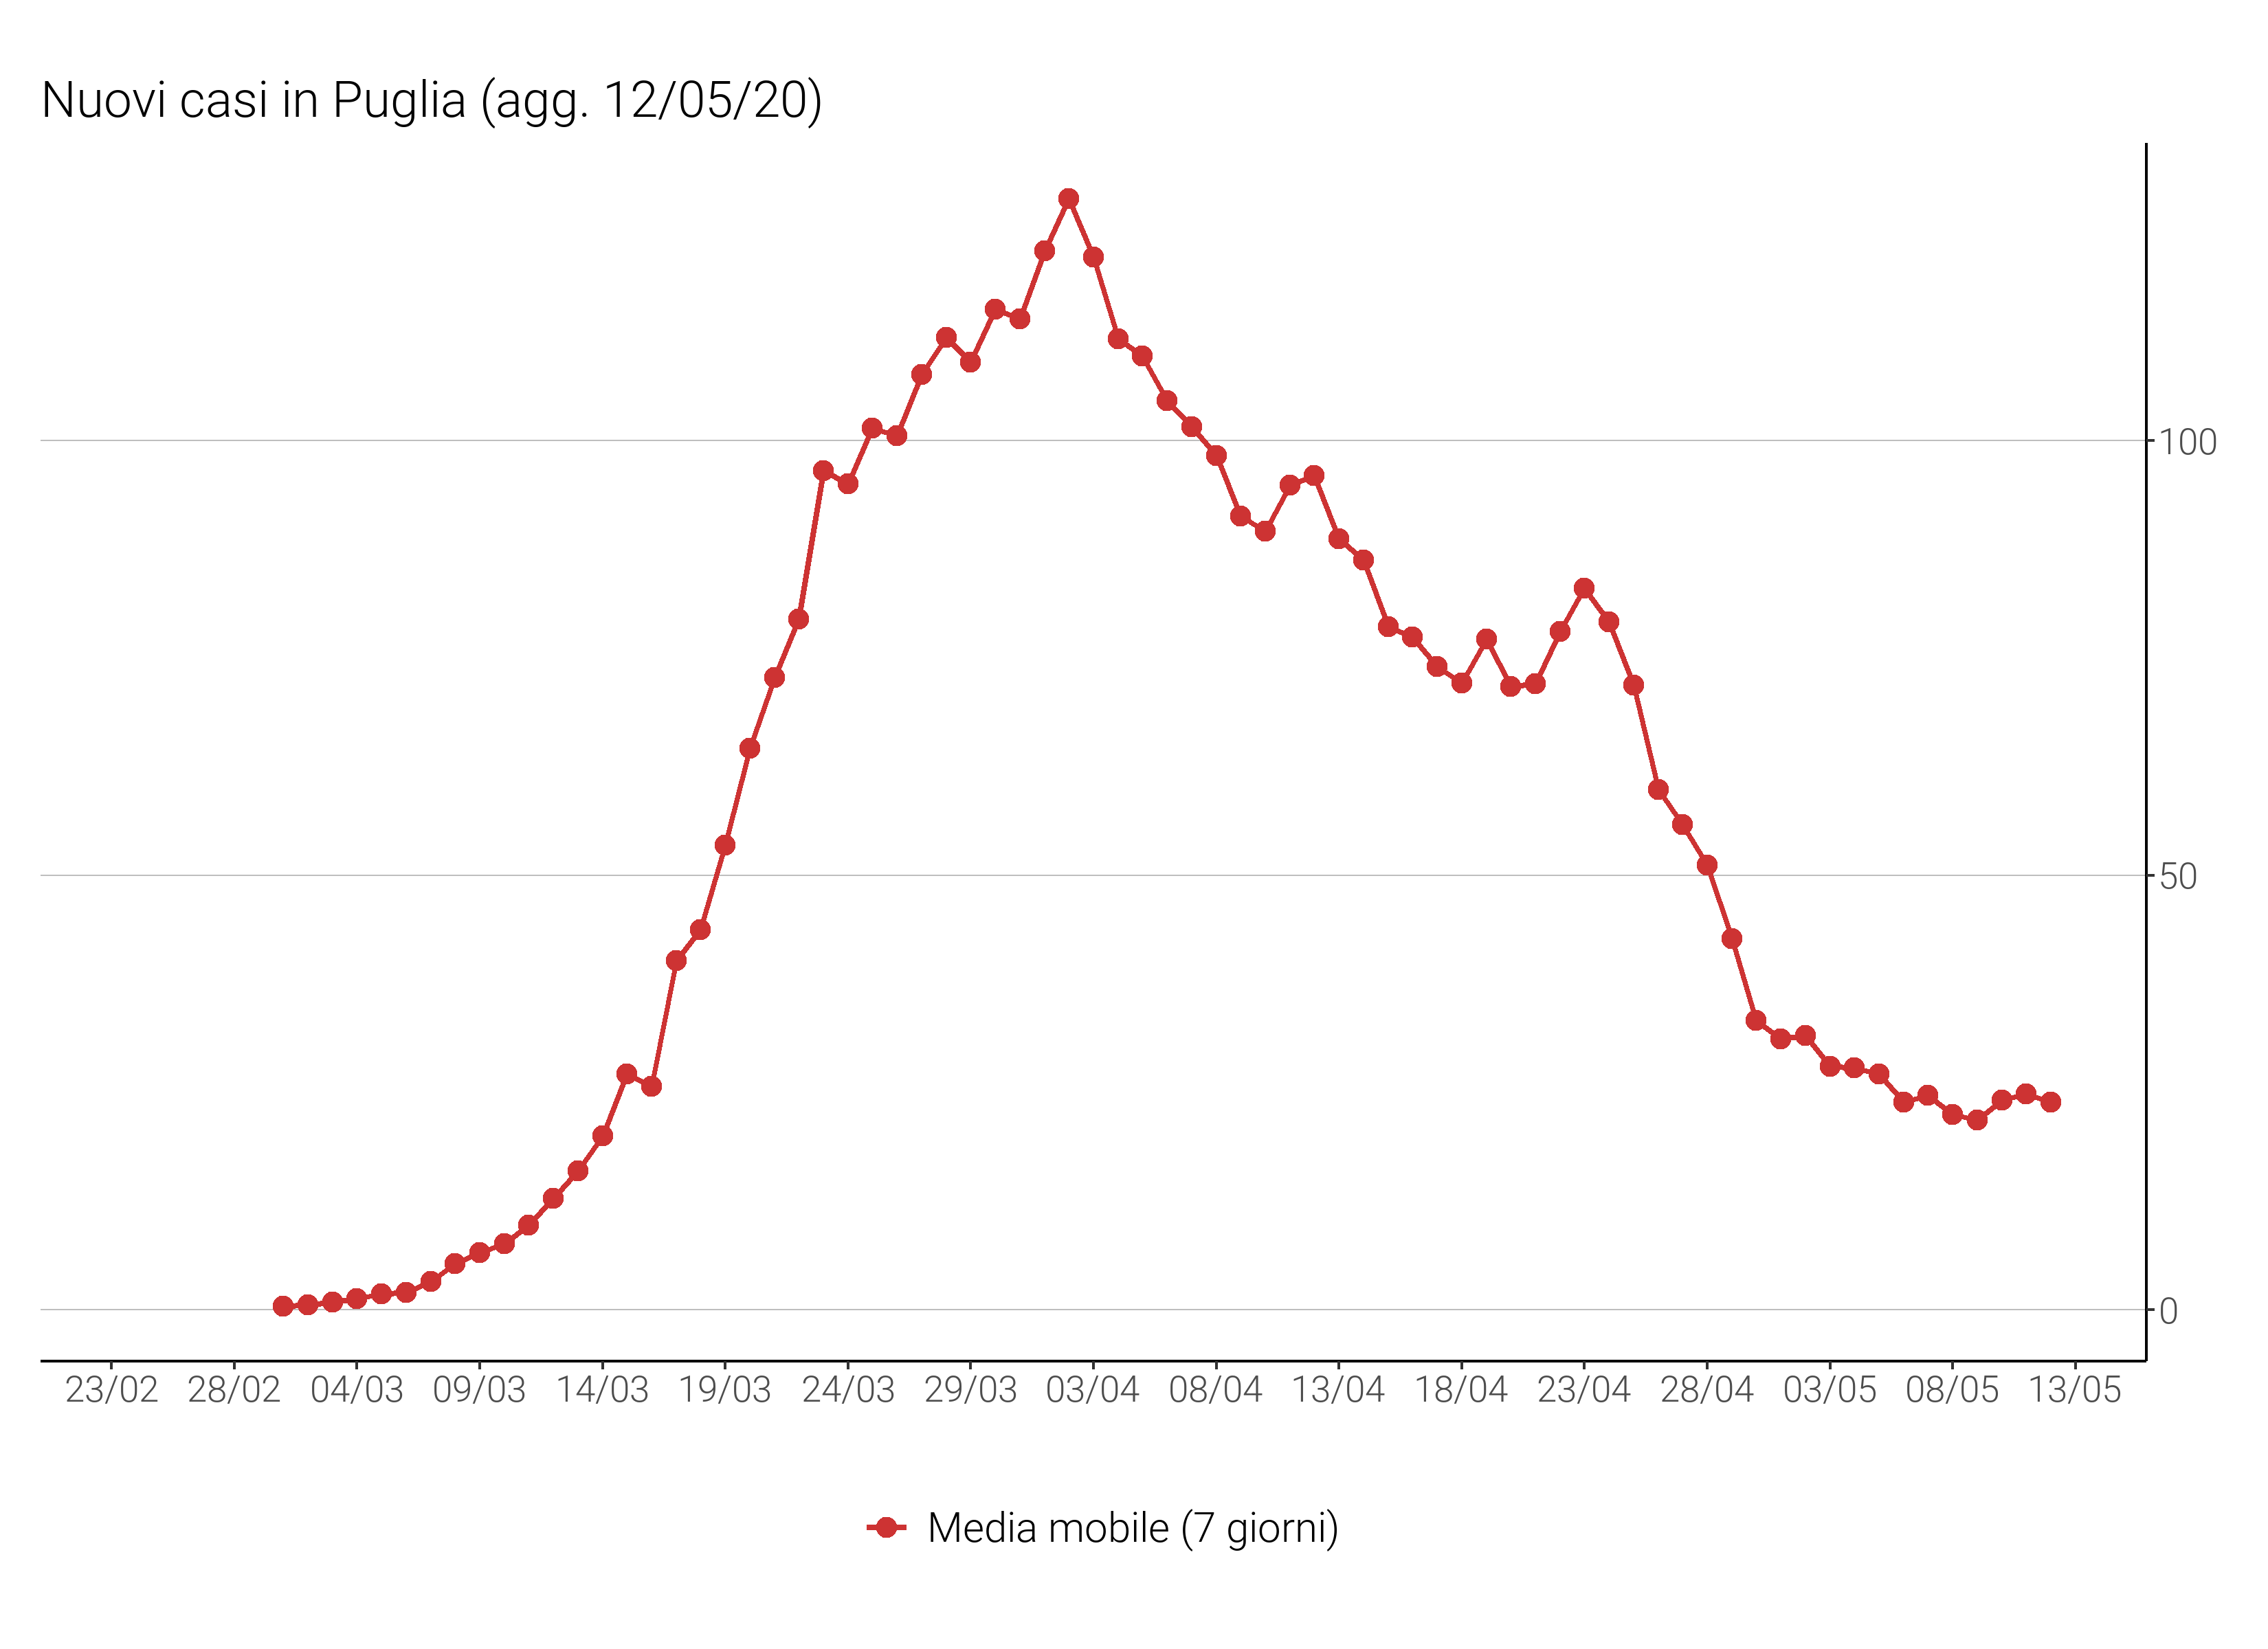 Nuovi casi in Puglia (agg. 12/05/20)
100
50
0
23/02 28/02 04/03 09/03 14/03 19/03 24/03 29/03 03/04 08/04 13/04 18/04 23/04 28/04 03/05 08/05 13/05
Media mobile (7 giorni)